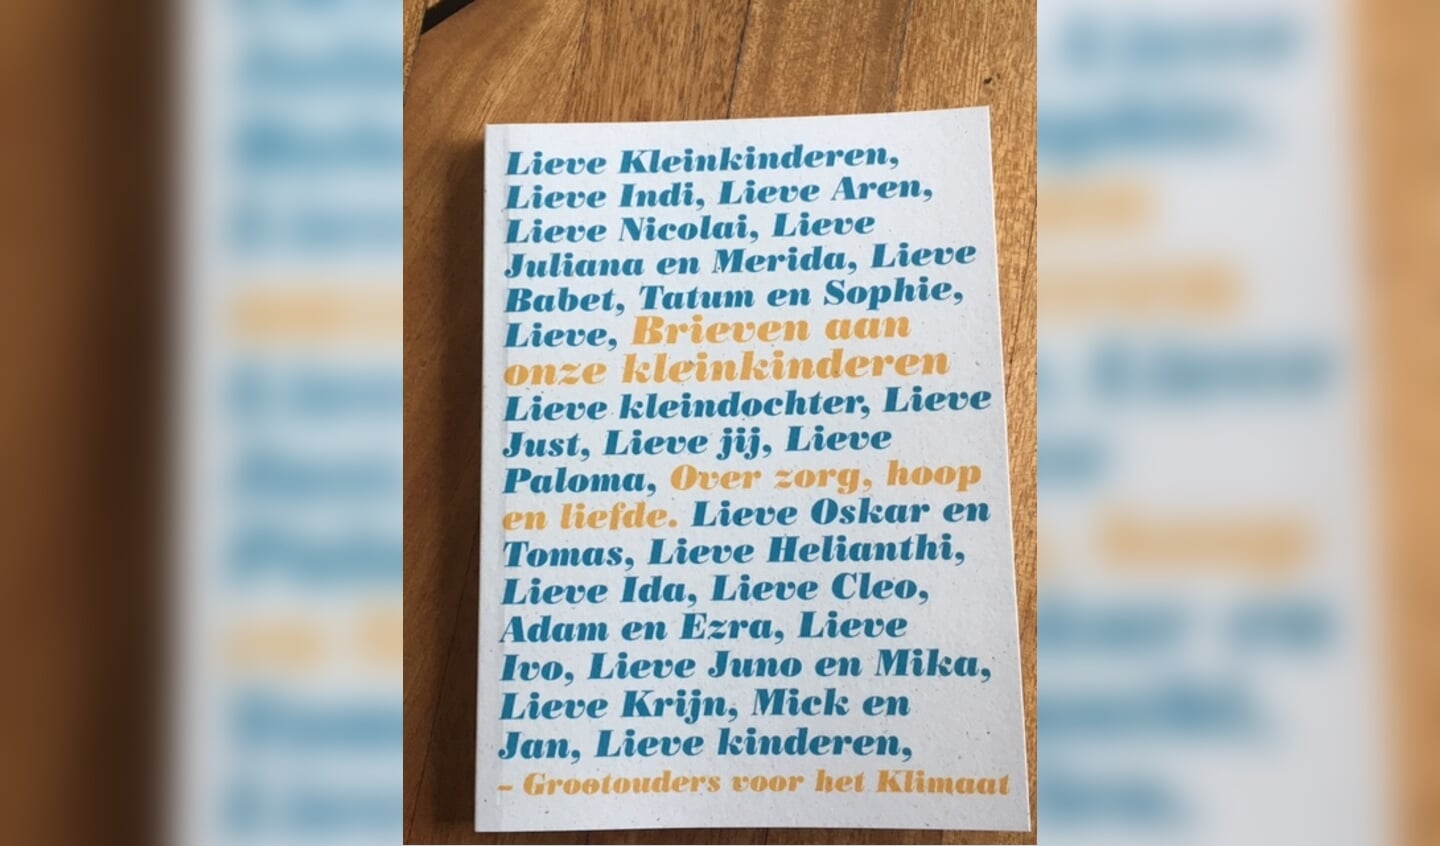 Lieve Kleinkinderen,
Lieve Indi, Lieve Aren,
Lieve Nicolai, Lieve
Juliana en Merida, Lieve
Babet, Tatum en Sophie,
Lieve, Brieven aan
onze kleinkinderen
Lieve kleindochter, Lieve
Just, Lieve jij, Lieve
Paloma, Over zorg, hoop
en liefde. Lieve Oskar en
Tomas, Lieve Helianthi,
Lieve Ida, Lieve Cleo,
Adam en Ezra, Lieve
Ivo, Lieve Juno en Mika,
Lieve Krijn, Mick en
Jan, Lieve kinderen,
– Grootouders voor het Klimaat